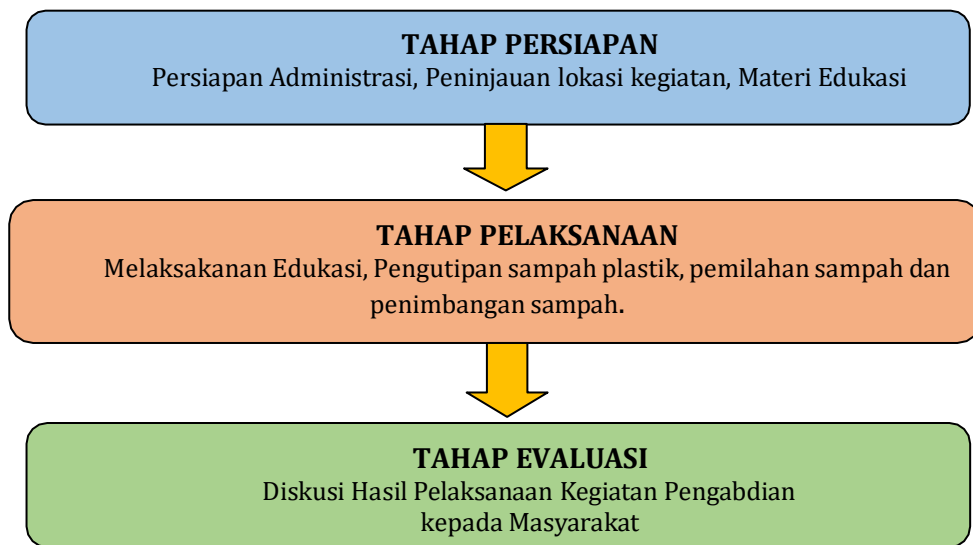 TAHAP PERSIAPAN
Persiapan Administrasi, Peninjauan lokasi kegiatan, Materi Edukasi
TAHAP PELAKSANAAN
Melaksakanan Edukasi, Pengutipan sampah plastik, pemilahan sampah dan
penimbangan sampah.
TAHAP EVALUASI
Diskusi Hasil Pelaksanaan Kegiatan Pengabdian
kepada Masyarakat